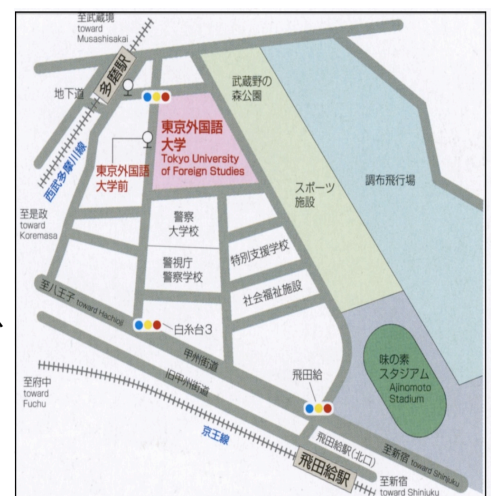 至武蔵境
toward
Musashisakai
多磨駅
地下道
西武多摩川線
武蔵野の
森公園
東京外国語
大学
Tokyo University
of Foreign Studies
東京外国語
大学前
調布飛行場
スポーツ
施設
至是政
toward
Koremasa
警察
大学校
警視庁
警察学校
特別支援学校
社会福祉施設
至八王子 toward Hachioji
白糸台3
甲州街道
旧甲州街道
味の素
スタジアム
Ajinomoto
Stadium
飛田給
至府中
toward
Fuchu
京王線
飛田給駅(北口)
飛田給駅
至新宿 toward Shinjuku
至新宿
toward Shinjuku